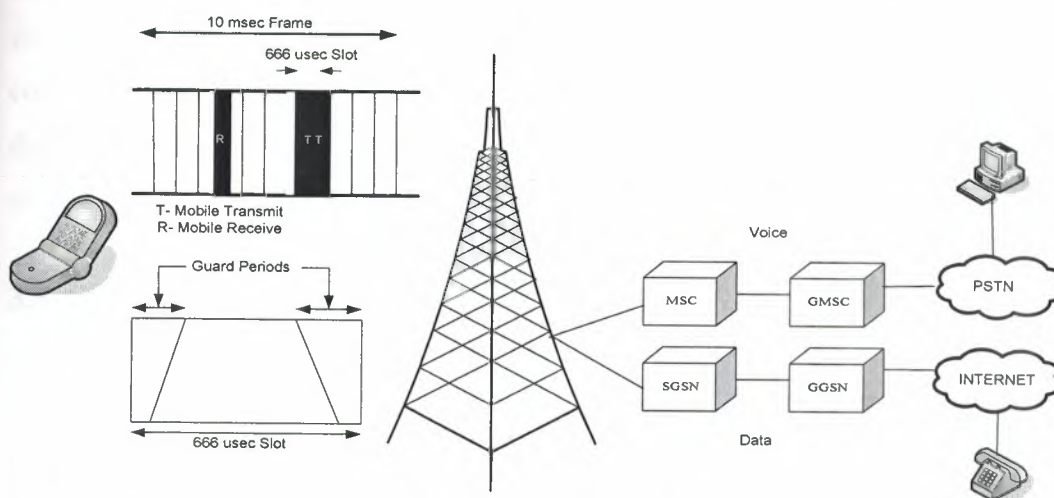 10 msec Frame
666 usec Slot
R
T T
T- Mobile Transmit
R- Mobile Receive
Guard Periods
666 usec Slot
Voice
MSC
GMSC
PSTN
SGSN
GGSN
INTERNET
Data